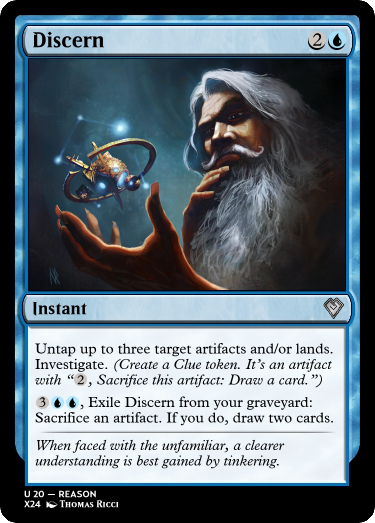 Discern 2
Instant
Untap up to three target artifacts and/or lands.
Investigate. (Create a Clue token. It's an artifact
with “2, Sacrifice this artifact: Draw a card.”)
3, Exile Discern from your graveyard:
Sacrifice an artifact. If you do, draw two cards.
When faced with the unfamiliar, a clearer
understanding is best gained by tinkering.
U 20 — REASON
X24 Thomas Ricci